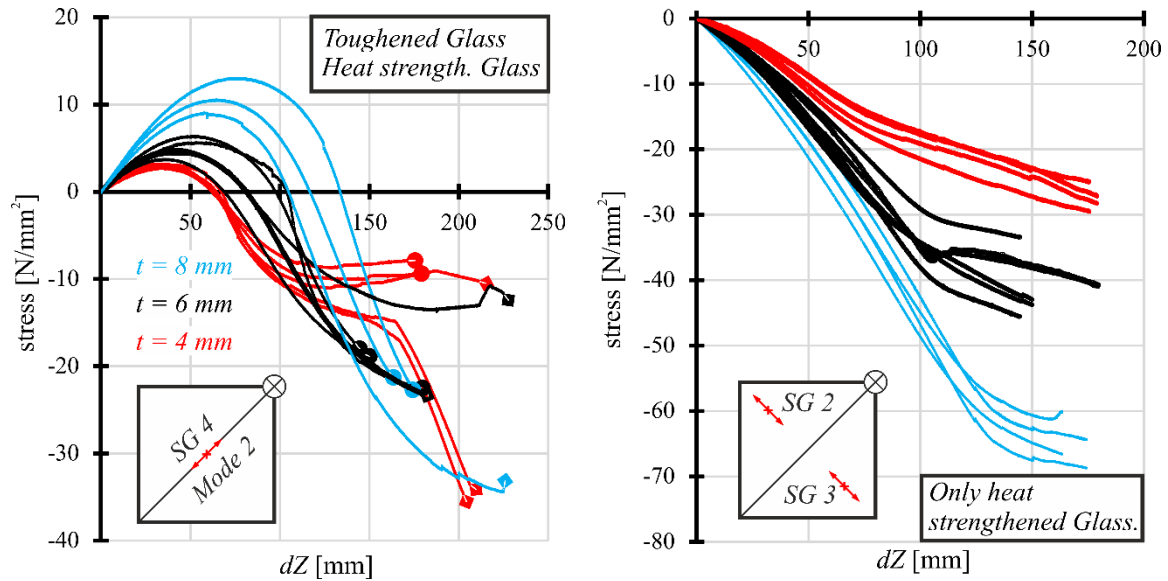 20
10
0
-10
-20
-30
-40
50
150
200
250
stress [N/mm²]
dZ [mm]
Toughened Glass
Heat strength. Glass
t = 8 mm
t = 6 mm
t = 4 mm
SG 4
Mode 2
0
-10
-20
-30
-40
-50
-60
-70
-80
50
100
150
200
stress [N/mm²]
dZ [mm]
SG 2
SG 3
Only heat
strengthened Glass.